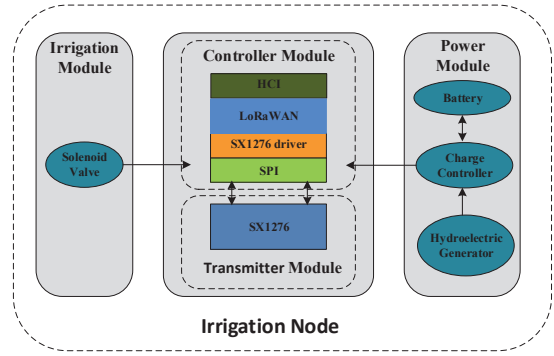 Irrigation
Module
Solenoid
Valve
Controller Module
HCI
LoRaWAN
SX1276 driver
SPI
SX1276
Transmitter Module
Power
Module
Battery
Charge
Controller
Hydroelectric
Generator
Irrigation Node